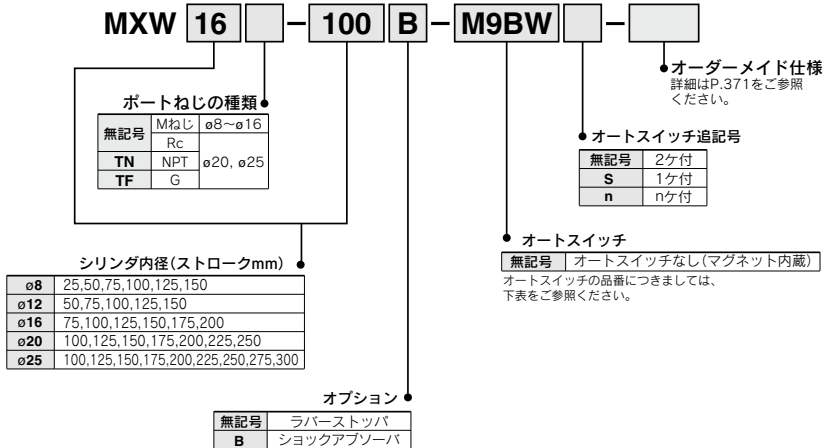 MXW 16 － 100 B － M9BW －
オーダーメイド仕様
詳細はP.371をご参照
ください。
ポートねじの種類
無記号 Mねじ ø8～ø16
Rc ø20, ø25
TN NPT
TF G
オートスイッチ追記号
無記号 2ケ付
S 1ケ付
n nケ付
オートスイッチ
無記号 オートスイッチなし(マグネット内蔵)
オートスイッチの品番につきましては、
下表をご参照ください。
シリンダ内径(ストロークmm)
ø8 25,50,75,100,125,150
ø12 50,75,100,125,150
ø16 75,100,125,150,175,200
ø20 100,125,150,175,200,225,250
ø25 100,125,150,175,200,225,250,275,300
オプション
無記号 ラバーストッパ
B ショックアブソーバ